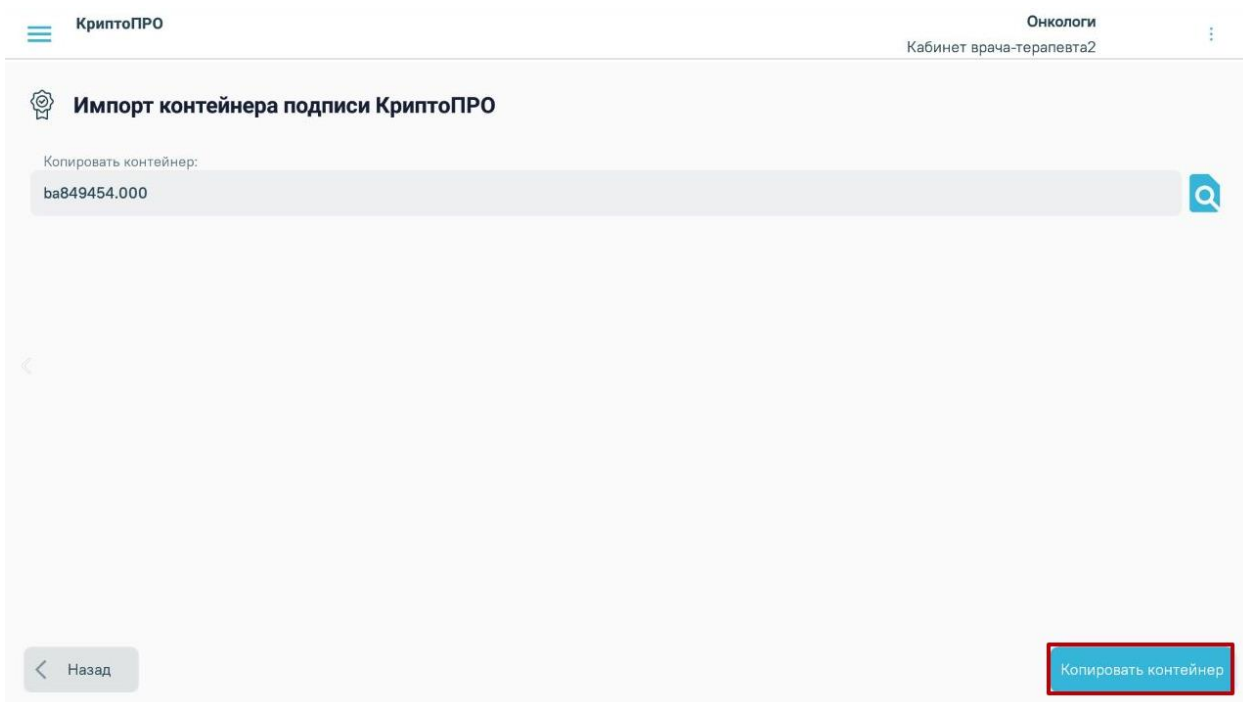 КриптоПРО
Онкологи
Кабинет врача-терапевта2
Импорт контейнера подписи КриптоПРО
Копировать контейнер:
ba849454.000
Назад
Копировать контейнер